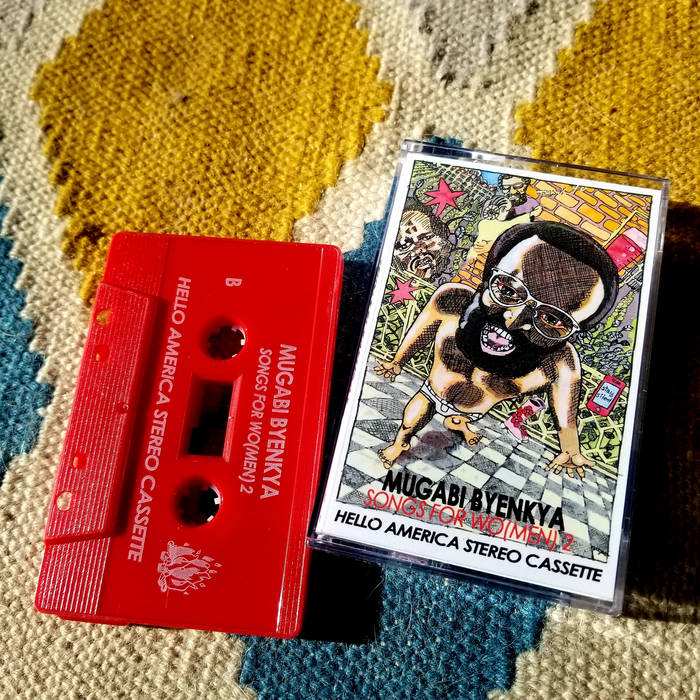 B
MUGABI BYENKYA
SONGS FOR WO(MEN) 2
HELLO AMERICA STEREO CASSETTE
MUGABI BYENKYA
SONGS FOR WO(MEN) 2
HELLO AMERICA STEREO CASSETTE